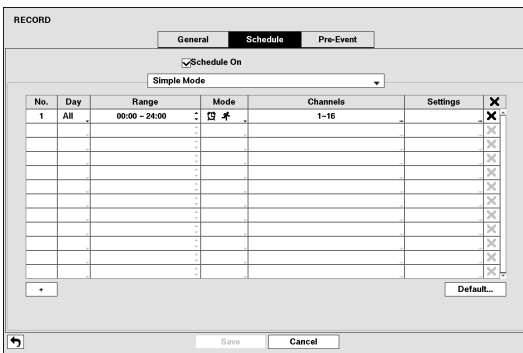 RECORD
General Schedule Pre-Event
Schedule On
Simple Mode
No. Day Range Mode Channels Settings
1 All 00:00 ~ 24:00 1~16
+ Default...
Save Cancel